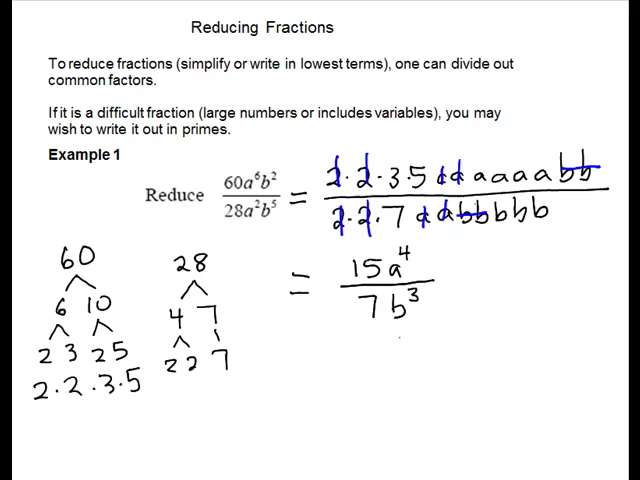 Reducing Fractions
To reduce fractions (simplify or write in lowest terms), one can divide out
common factors.
If it is a difficult fraction (large numbers or includes variables), you may
wish to write it out in primes.
Example 1
Reduce 60a⁶b² / 28a²b⁵ = 2·2·3·5 a a a a a a b b / 2·2·7 a a b b b b b
= 15a⁴ / 7b³
60
6 10
2 3 2 5
2·2·3·5
28
4 7
2 2 7